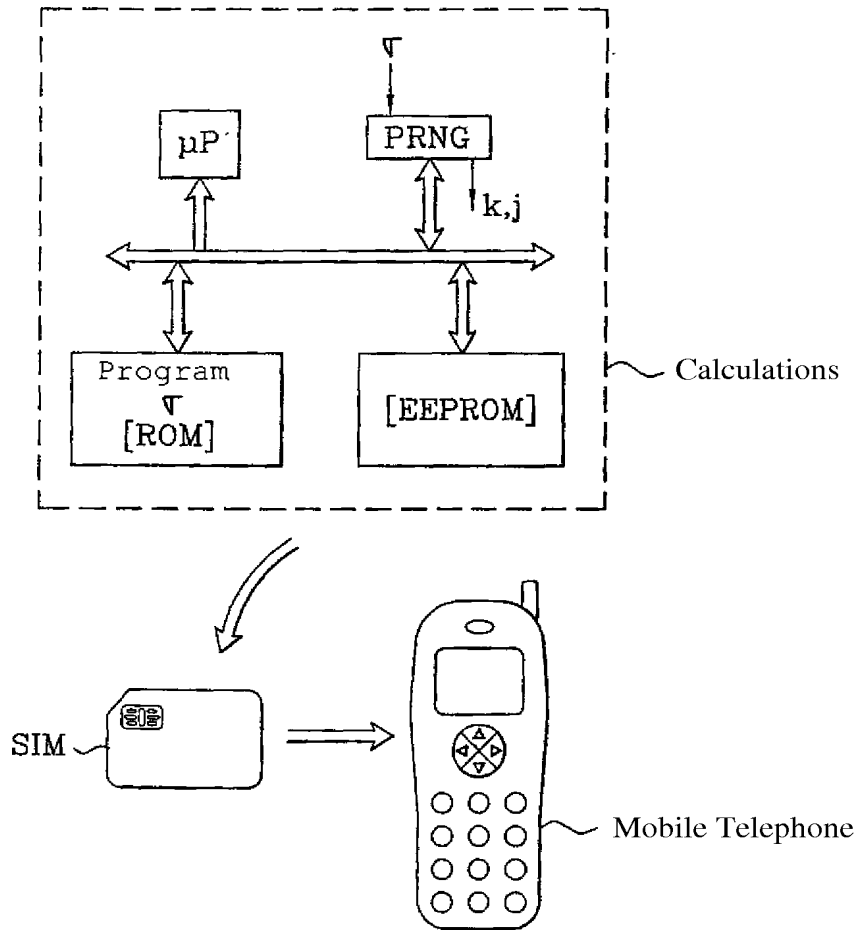 σ
µP
PRNG
k,j
Program
σ
[ROM]
[EEPROM]
Calculations
SIM
Mobile Telephone